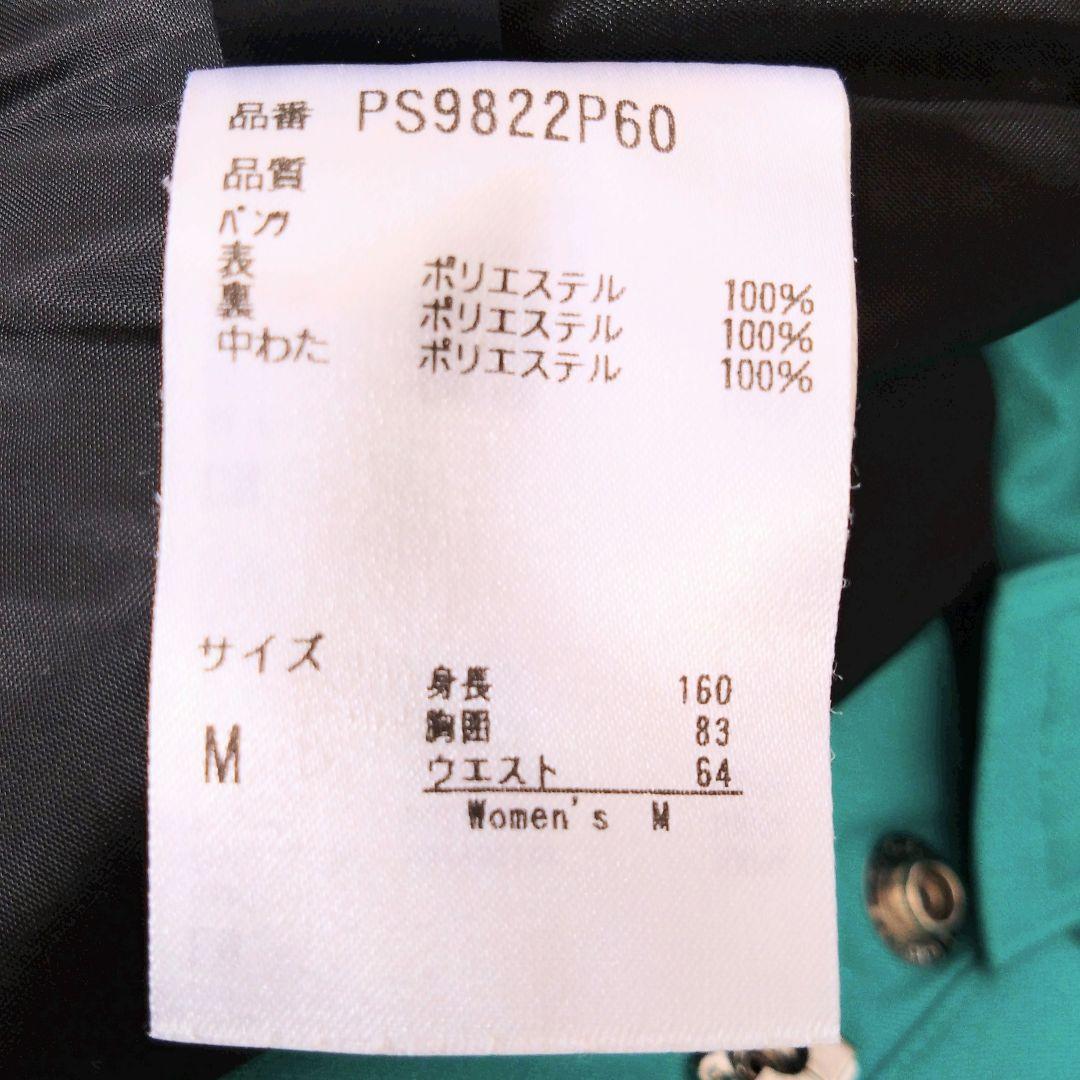 品番 PS9822P60
品質
パンツ
表 ポリエステル 100%
裏 ポリエステル 100%
中わた ポリエステル 100%
サイズ
M
身長 160
胸囲 83
ウエスト 64
Women's M